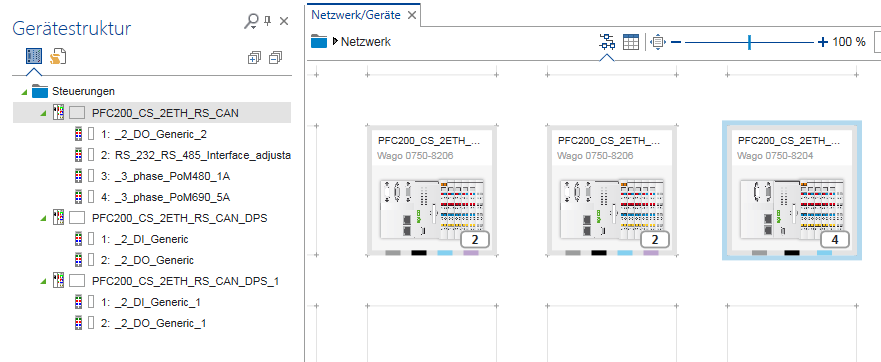 Gerätestruktur
Steuerungen
PFC200_CS_2ETH_RS_CAN
1: _2_DO_Generic_2
2: RS_232_RS_485_Interface_adjusta
3: _3_phase_PoM480_1A
4: _3_phase_PoM690_5A
PFC200_CS_2ETH_RS_CAN_DPS
1: _2_DI_Generic
2: _2_DO_Generic
PFC200_CS_2ETH_RS_CAN_DPS_1
1: _2_DI_Generic_1
2: _2_DO_Generic_1
Netzwerk/Geräte
Netzwerk
100 %
PFC200_CS_2ETH_...
Wago 0750-8206
2
PFC200_CS_2ETH_...
Wago 0750-8206
2
PFC200_CS_2ETH_...
Wago 0750-8204
4